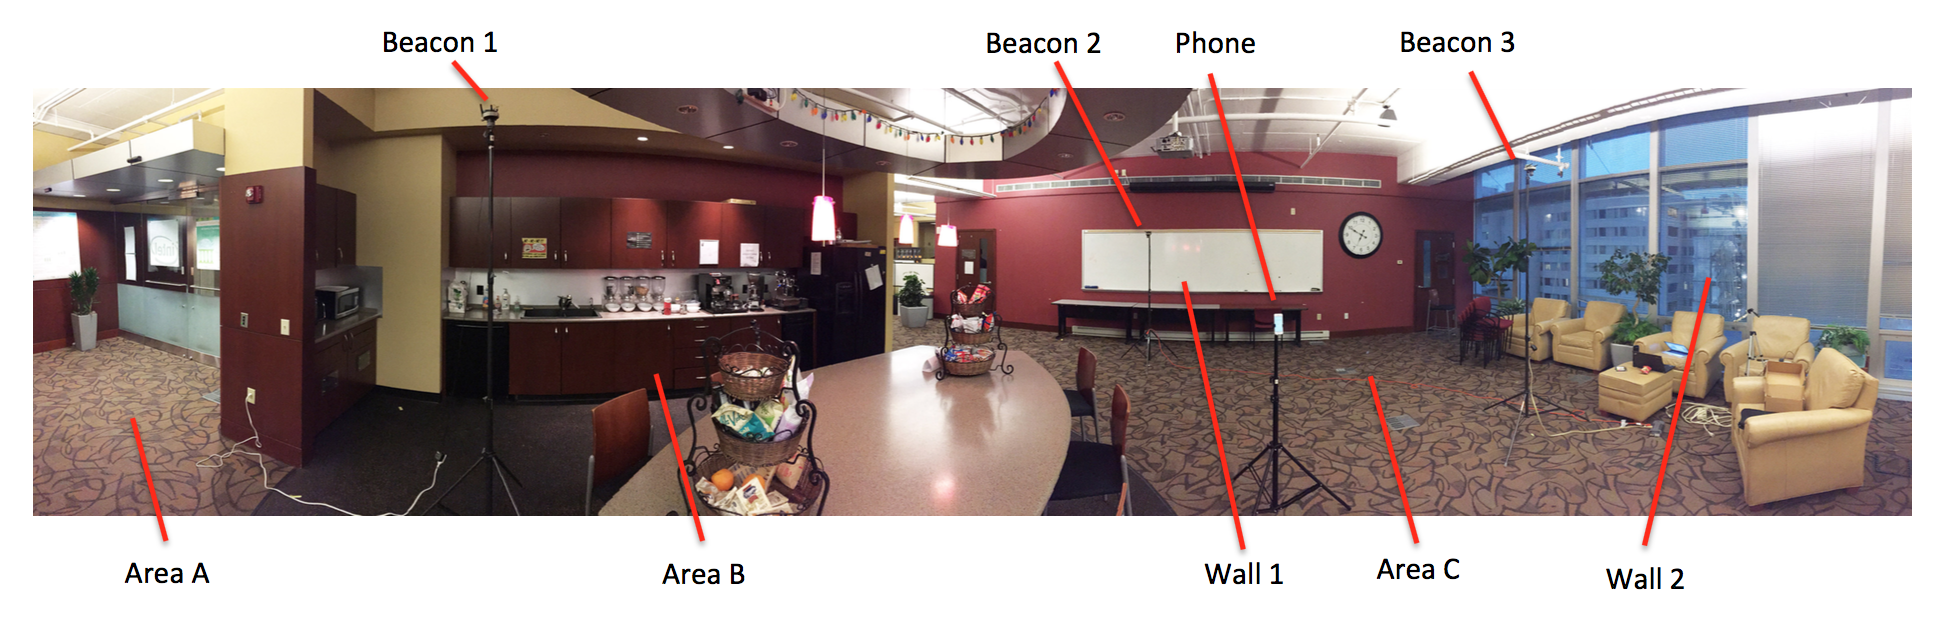 Beacon 1
Beacon 2
Phone
Beacon 3
Area A
Area B
Wall 1
Area C
Wall 2